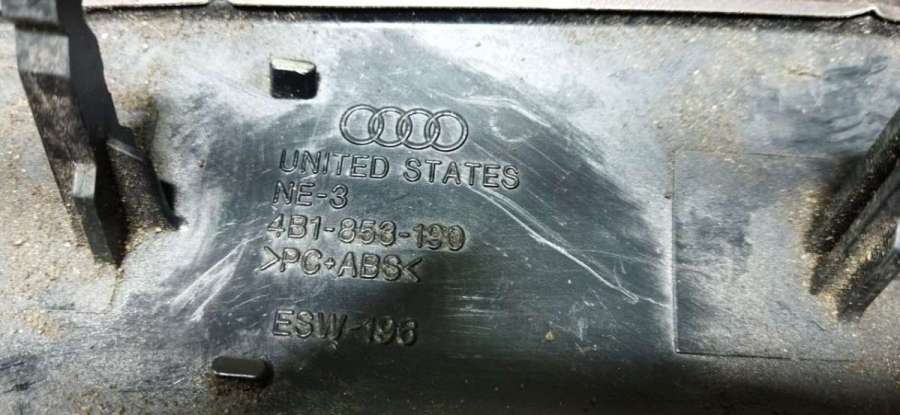 UNITED STATES
NE-3
4B1-853-190
>PC+ABS<
ESW-196